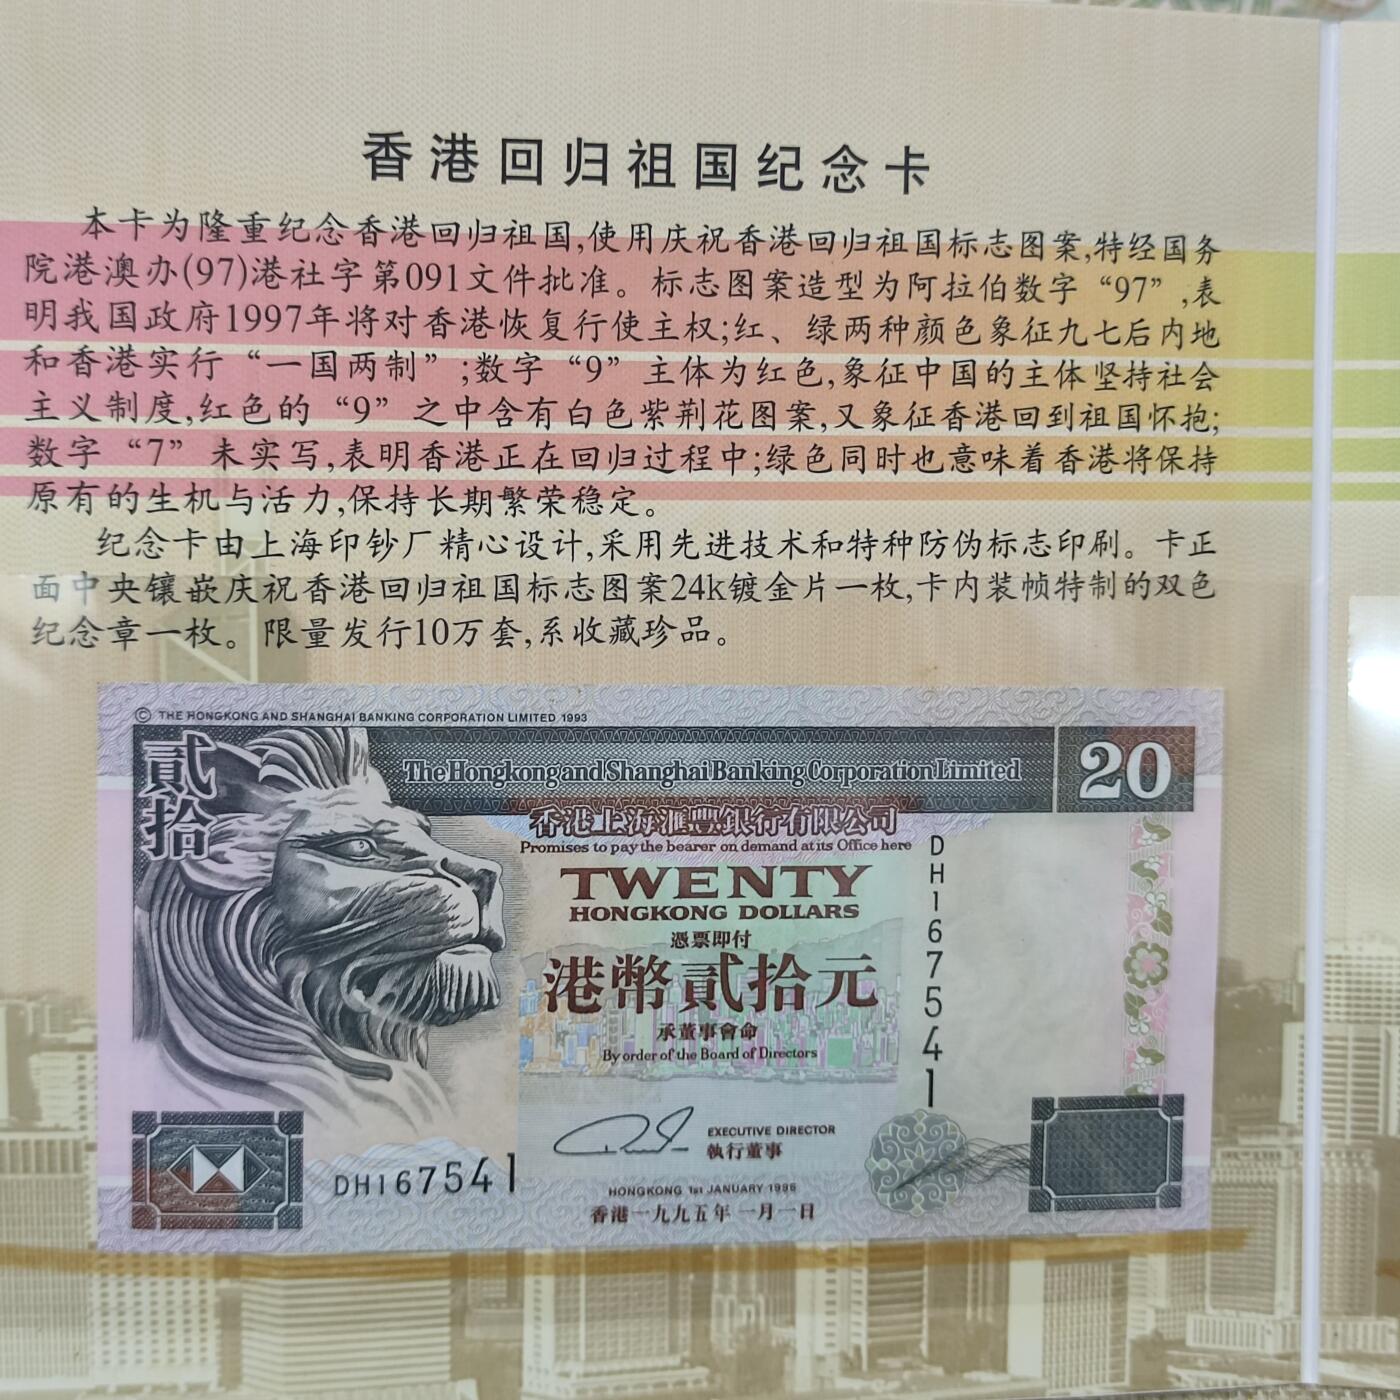 香港回归祖国纪念卡
本卡为隆重纪念香港回归祖国,使用庆祝香港回归祖国标志图案,特经国务
院港澳办(97)港社字第091文件批准。标志图案造型为阿拉伯数字“97”,表
明我国政府1997年将对香港恢复行使主权;红、绿两种颜色象征九七后内地
和香港实行“一国两制”;数字“9”主体为红色,象征中国的主体坚持社会
主义制度,红色的“9”之中含有白色紫荆花图案,又象征香港回到祖国怀抱;
数字“7”未实写,表明香港正在回归过程中;绿色同时也意味着香港将保持
原有的生机与活力,保持长期繁荣稳定。
纪念卡由上海印钞厂精心设计,采用先进技术和特种防伪标志印刷。卡正
面中央镶嵌庆祝香港回归祖国标志图案24k镀金片一枚,卡内装帧特制的双色
纪念章一枚。限量发行10万套,系收藏珍品。
© THE HONGKONG AND SHANGHAI BANKING CORPORATION LIMITED 1993
貳拾
The Hongkong and Shanghai Banking Corporation Limited
20
香港上海滙豐銀行有限公司
Promises to pay the bearer on demand at its Office here
TWENTY
HONGKONG DOLLARS
憑票即付
港幣貳拾元
承董事會命
By order of the Board of Directors
DH167541
EXECUTIVE DIRECTOR
執行董事
DH167541
HONGKONG 1st JANUARY 1995
香港一九九五年一月一日